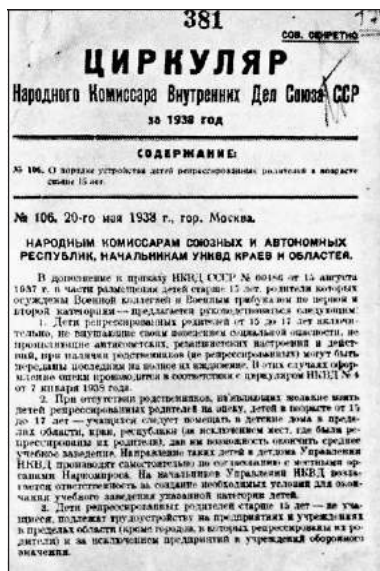 381
СОВ. СЕКРЕТНО
ЦИРКУЛЯР
Народного Комиссара Внутренних Дел Союза ССР
за 1938 год
СОДЕРЖАНИЕ:
№ 106. О порядке устройства детей репрессированных родителей в возрасте
свыше 15 лет.
№ 106. 20-го мая 1938 г., гор. Москва.
НАРОДНЫМ КОМИССАРАМ СОЮЗНЫХ И АВТОНОМНЫХ
РЕСПУБЛИК, НАЧАЛЬНИКАМ УНКВД КРАЕВ И ОБЛАСТЕЙ.
В дополнение к приказу НКВД СССР № 00486 от 15 августа
1937 г. в части размещения детей старше 15 лет, родители которых
осуждены Военной коллегией и Военным трибуналом по первой и
второй категориям — предлагается руководствоваться следующим:
1. Дети репрессированных родителей от 15 до 17 лет включи-
тельно, не внушающие своим поведением социальной опасности, не
проявляющие антисоветских, реваншистских настроений и дейст-
вий, при наличии родственников (не репрессированных) могут быть
переданы последним на полное их иждивение. В этих случаях офор-
мление опеки производится в соответствии с циркуляром НКВД № 4
от 7 января 1938 года.
2. При отсутствии родственников, изъявляющих желание взять
детей репрессированных родителей на опеку, детей в возрасте от 15
до 17 лет — учащихся следует помещать в детские дома в преде-
лах области, края, республики (за исключением мест, где были ре-
прессированы их родители), дав им возможность окончить среднее
учебное заведение. Направление таких детей в детдома Управления
НКВД производят самостоятельно по согласованию с местными ор-
ганами Наркомпроса. На начальников Управлений НКВД возла-
гается ответственность за создание необходимых условий для окон-
чания учебного заведения указанной категории детей.
3. Дети репрессированных родителей старше 15 лет — не уча-
щиеся, подлежат трудоустройству на предприятиях и учреждениях
в пределах области (кроме городов, в которых репрессированы их ро-
дители) и за исключением предприятий и учреждений оборонного
значения.